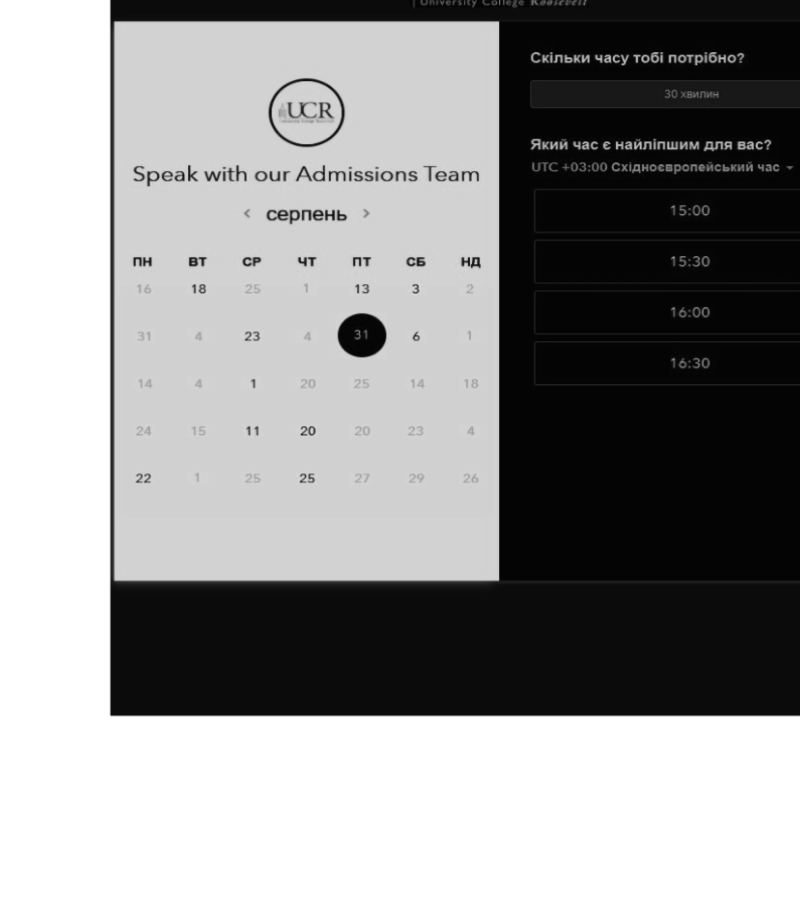 | University College Roosevelt
UCR
Speak with our Admissions Team
‹ серпень ›
ПН ВТ СР ЧТ ПТ СБ НД
16 18 25 1 13 3 2
31 4 23 4 31 6 1
14 4 1 20 25 14 18
24 15 11 20 20 23 4
22 1 25 25 27 29 26
Скільки часу тобі потрібно?
30 хвилин
Який час є найліпшим для вас?
UTC +03:00 Східноєвропейський час
15:00
15:30
16:00
16:30